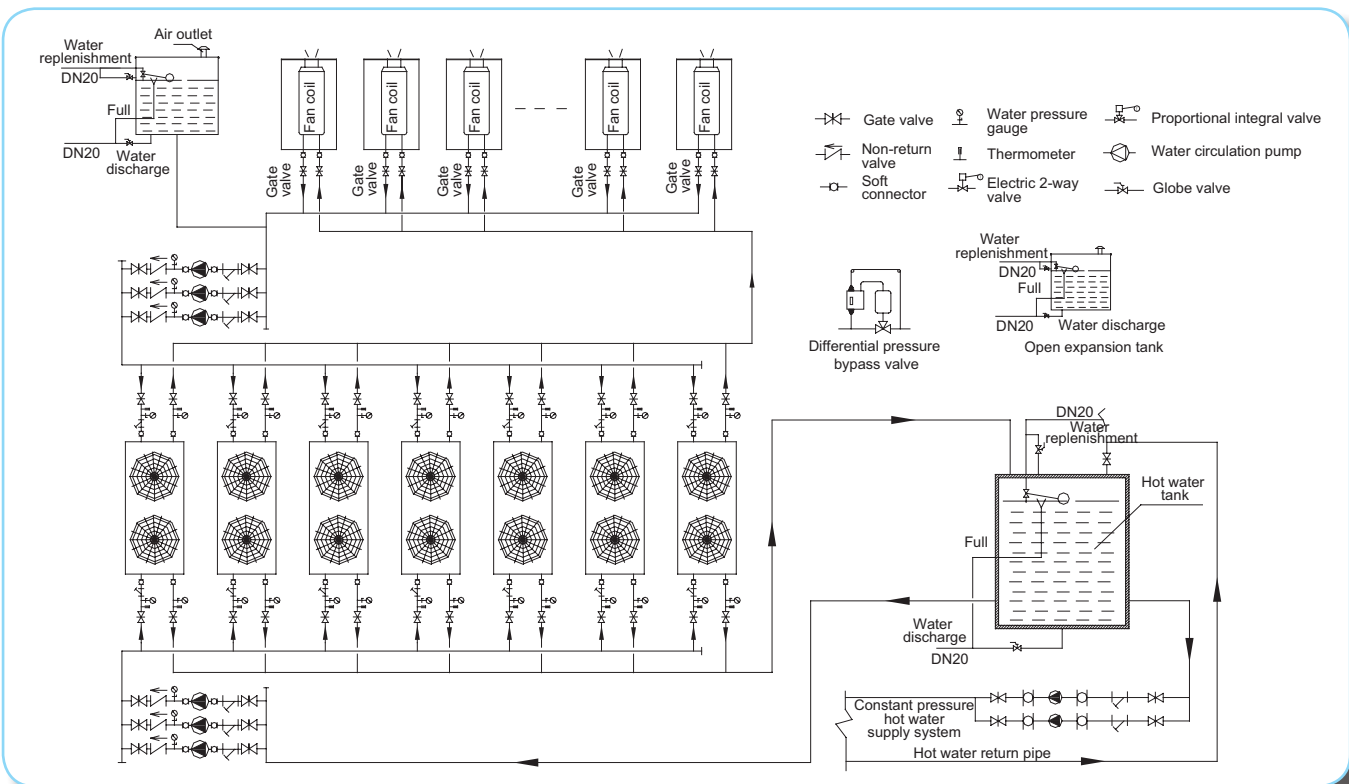 Air outlet
Water
replenishment
DN20
Full
DN20
Water
discharge
Fan coil
Fan coil
Fan coil
Fan coil
Fan coil
Gate
valve
Gate
valve
Gate
valve
Gate
valve
Gate
valve
Gate valve
Water pressure
gauge
Proportional integral valve
Non-return
valve
Thermometer
Water circulation pump
Soft
connector
Electric 2-way
valve
Globe valve
Differential pressure
bypass valve
Water
replenishment
DN20
Full
DN20
Water discharge
Open expansion tank
DN20
Water
replenishment
Hot water
tank
Full
Water
discharge
DN20
Constant pressure
hot water
supply system
Hot water return pipe